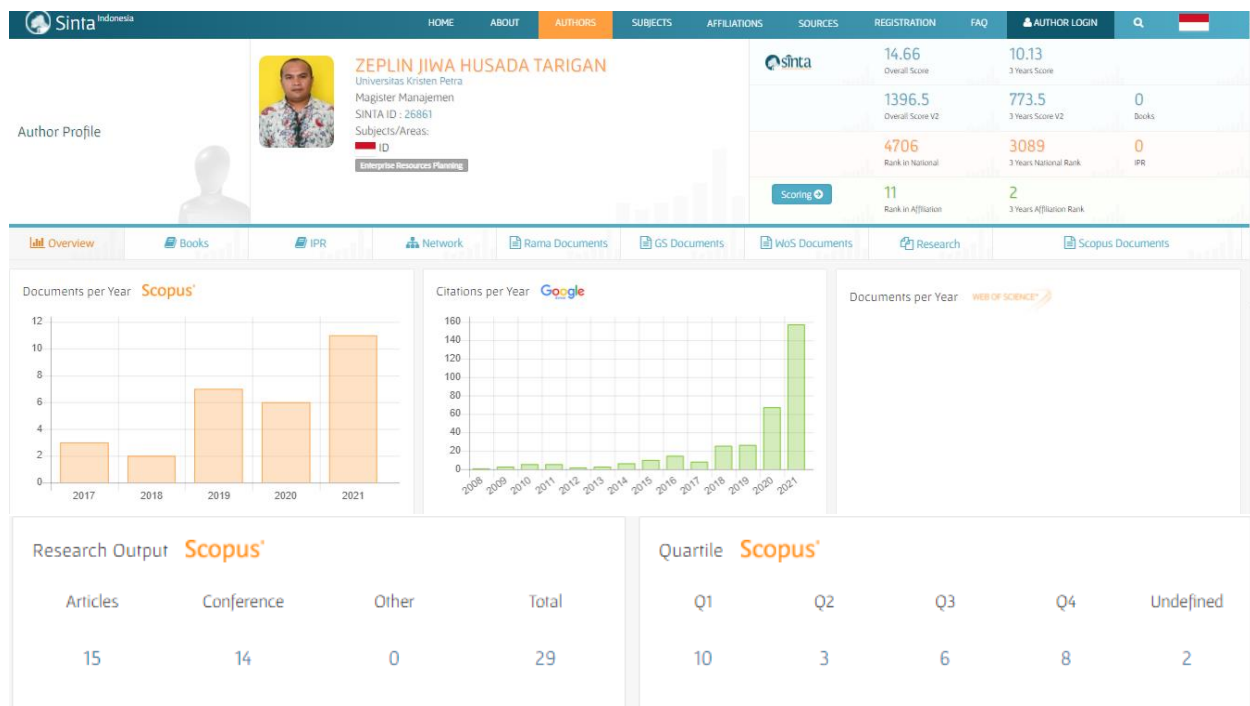 Sinta Indonesia
HOME ABOUT AUTHORS SUBJECTS AFFILIATIONS SOURCES REGISTRATION FAQ AUTHOR LOGIN
Author Profile
ZEPLIN JIWA HUSADA TARIGAN
Universitas Kristen Petra
Magister Manajemen
SINTA ID : 26861
Subjects/Areas:
ID
Enterprise Resources Planning
sinta
14.66 10.13
Overall Score 3 Years Score
1396.5 773.5 0
Overall Score V2 3 Years Score V2 Books
4706 3089 0
Rank in National 3 Years National Rank IPR
Scoring
11 2
Rank in Affiliation 3 Years Affiliation Rank
Overview Books IPR Network Rama Documents GS Documents WoS Documents Research Scopus Documents
Documents per Year Scopus
12
10
8
6
4
2
0
2017 2018 2019 2020 2021
Citations per Year Google
160
140
120
100
80
60
40
20
0
2008 2009 2010 2011 2012 2013 2014 2015 2016 2017 2018 2019 2020 2021
Documents per Year WEB OF SCIENCE™
Research Output Scopus
Articles Conference Other Total
15 14 0 29
Quartile Scopus
Q1 Q2 Q3 Q4 Undefined
10 3 6 8 2